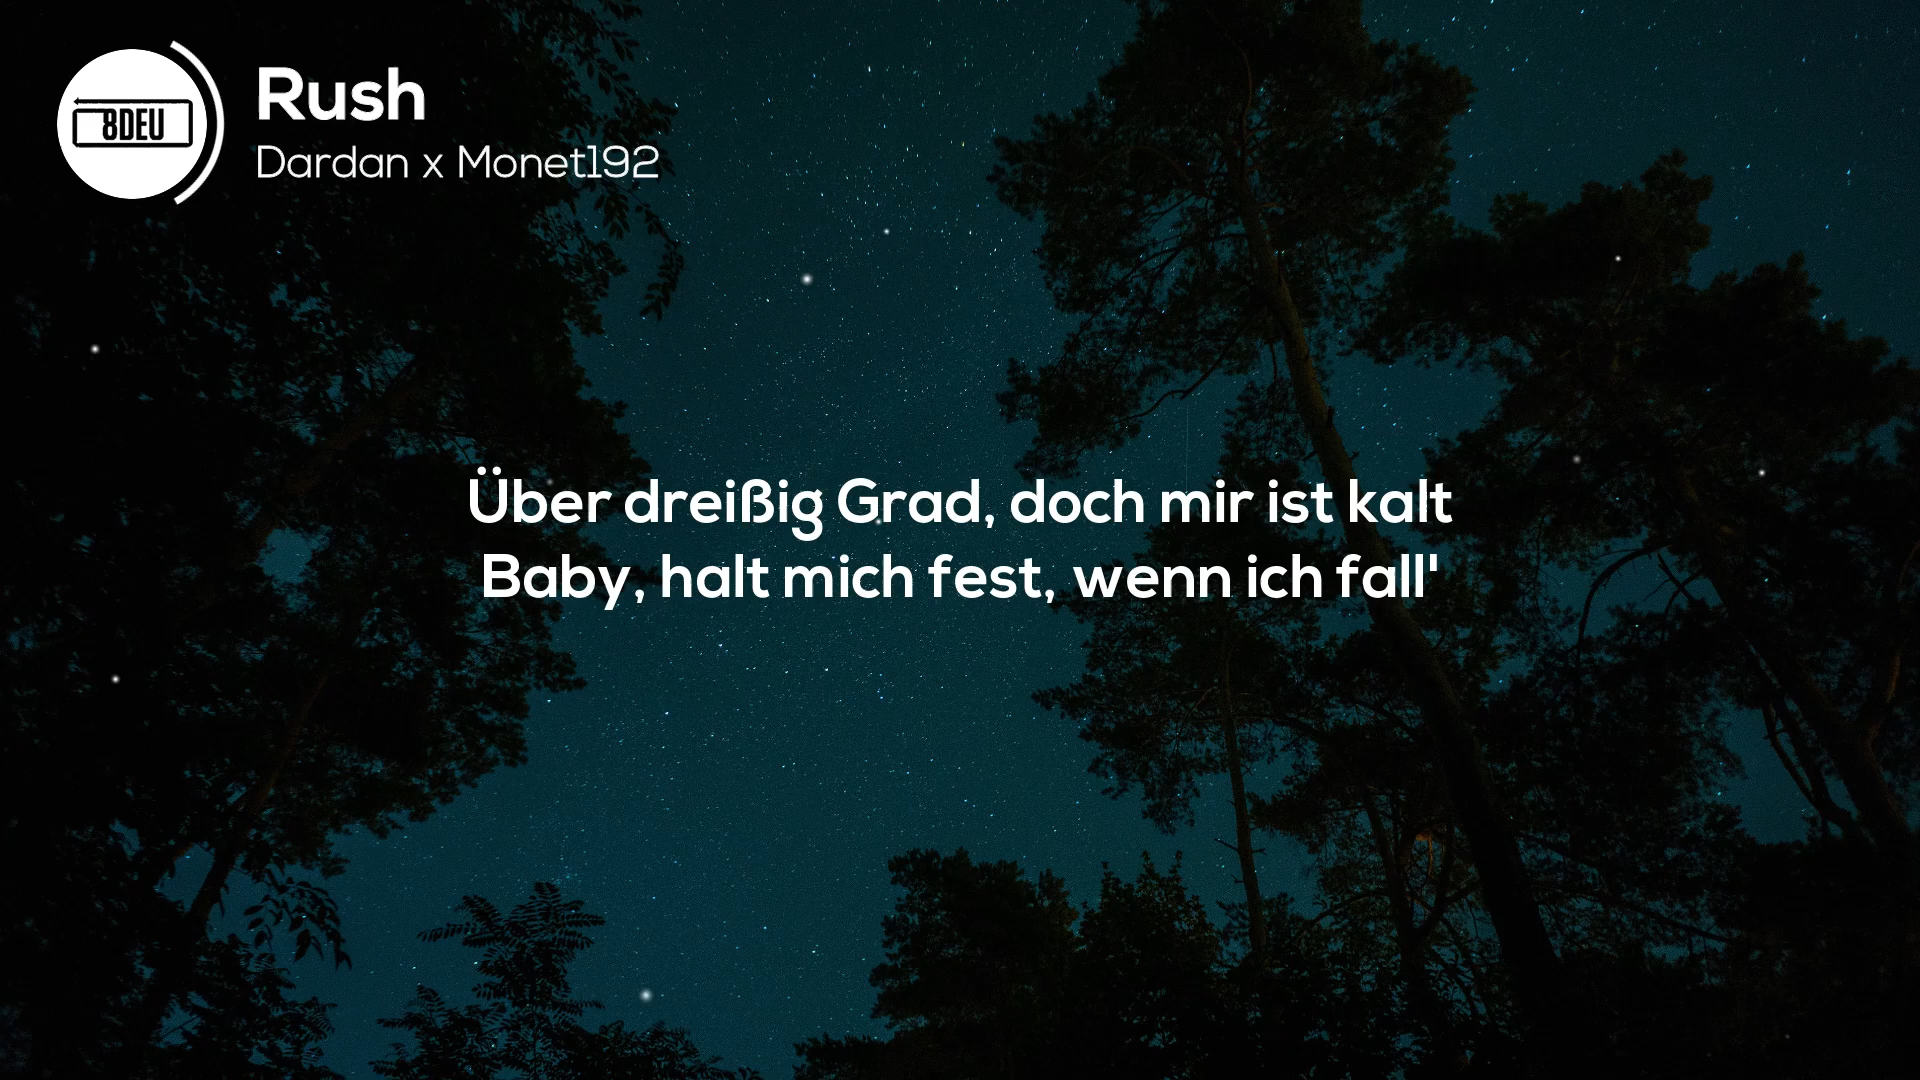 8DEU
Rush
Dardan x Monet192
Über dreißig Grad, doch mir ist kalt
Baby, halt mich fest, wenn ich fall'